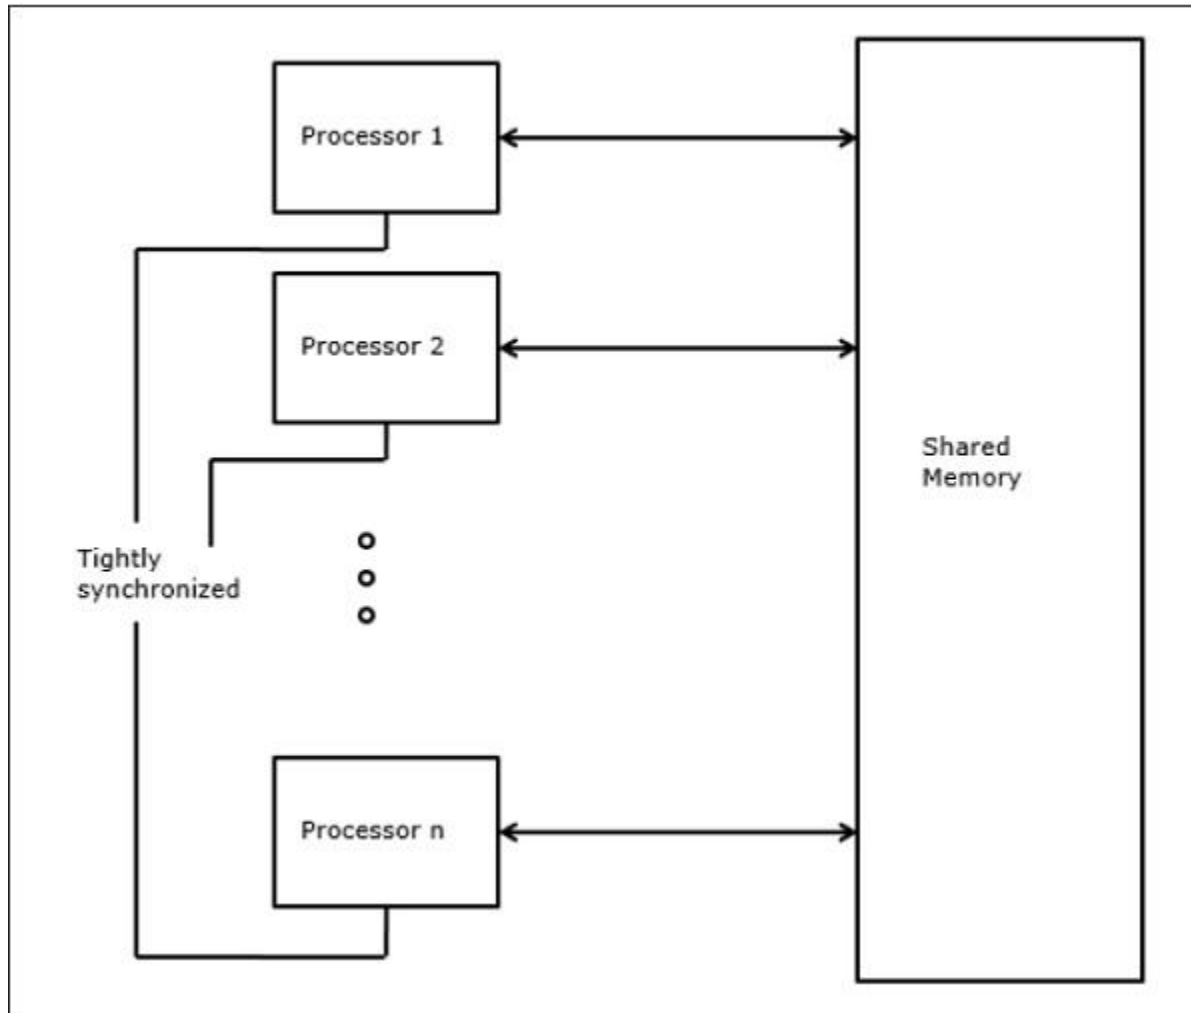 Processor 1
Processor 2
Shared
Memory
Tightly
synchronized
Processor n